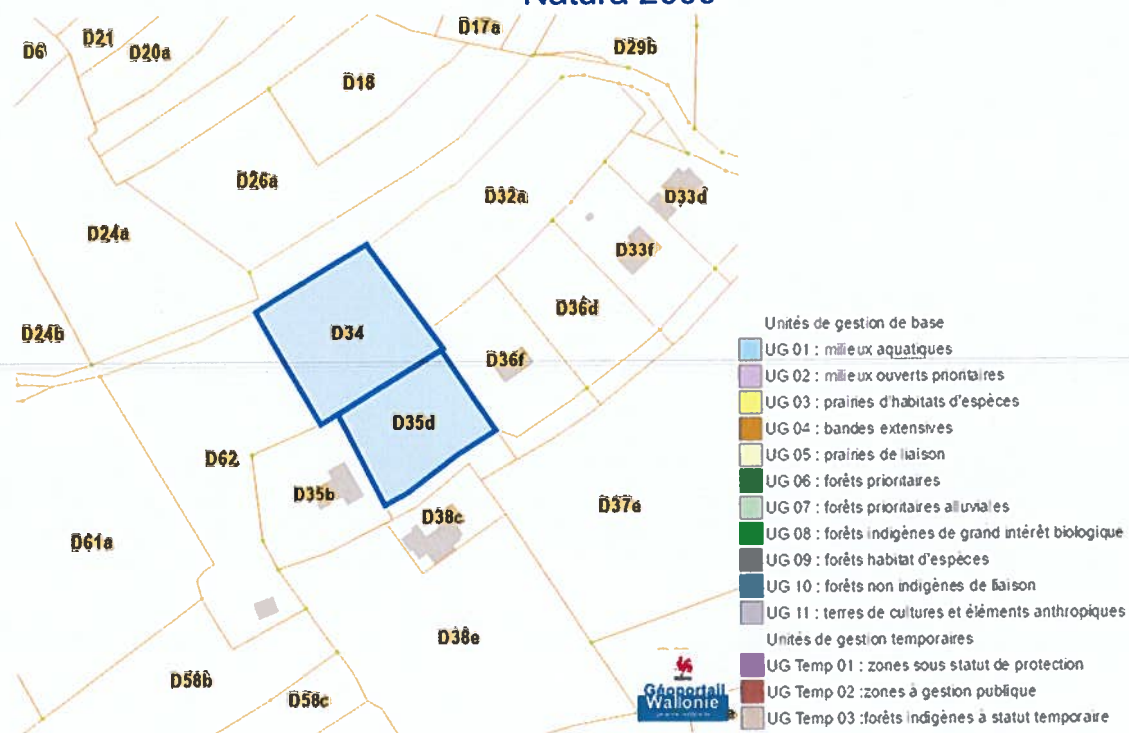 Natura 2000
D6
D21
D20a
D17a
D29b
D18
D26a
D32a
D33d
D24a
D33f
D34
D36d
D24b
D36f
D35d
D62
D35b
D38c
D37e
D61a
D38e
D58b
D58c
Géoportail
Wallonie
Unités de gestion de base
UG 01 : milieux aquatiques
UG 02 : milieux ouverts prioritaires
UG 03 : prairies d'habitats d'espèces
UG 04 : bandes extensives
UG 05 : prairies de liaison
UG 06 : forêts prioritaires
UG 07 : forêts prioritaires alluviales
UG 08 : forêts indigènes de grand intérêt biologique
UG 09 : forêts habitat d'espèces
UG 10 : forêts non indigènes de liaison
UG 11 : terres de cultures et éléments anthropiques
Unités de gestion temporaires
UG Temp 01 : zones sous statut de protection
UG Temp 02 :zones à gestion publique
UG Temp 03 :forêts indigènes à statut temporaire